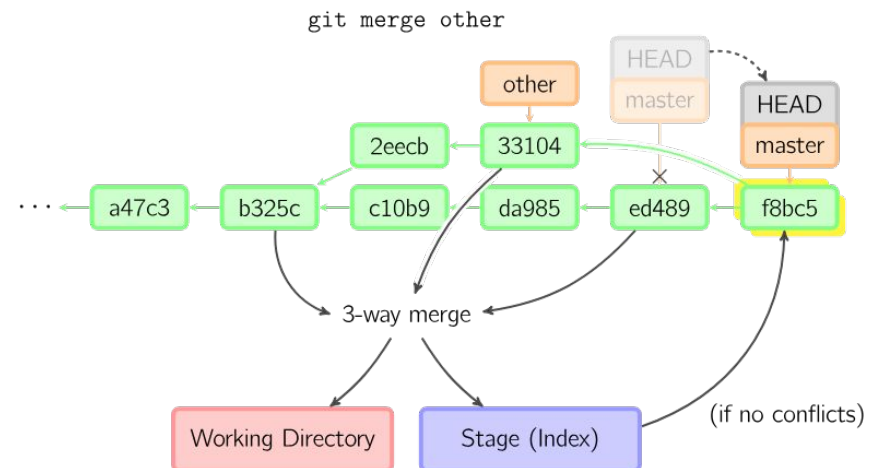 git merge other
HEAD
master
other
HEAD
master
2eecb
33104
...
a47c3
b325c
c10b9
da985
ed489
f8bc5
3-way merge
(if no conflicts)
Working Directory
Stage (Index)